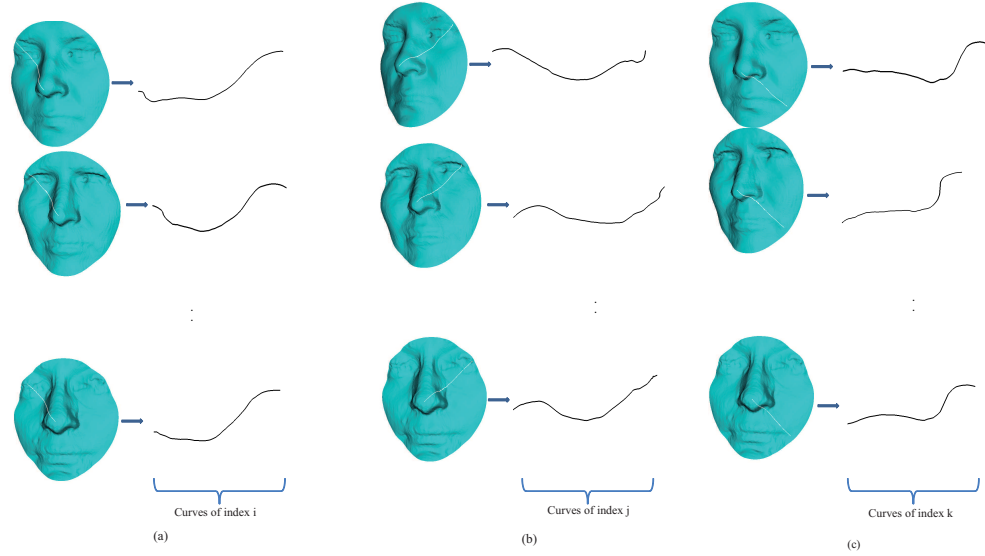 Curves of index i
(a)
Curves of index j
(b)
Curves of index k
(c)